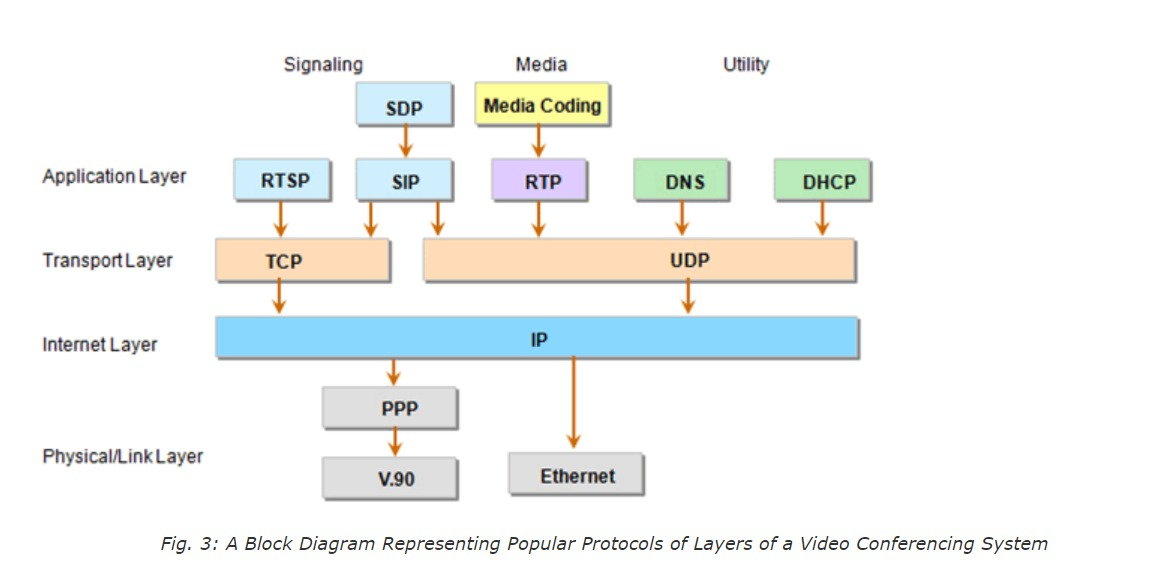 Signaling
Media
Utility
SDP
Media Coding
Application Layer
RTSP
SIP
RTP
DNS
DHCP
Transport Layer
TCP
UDP
Internet Layer
IP
PPP
Physical/Link Layer
V.90
Ethernet
Fig. 3: A Block Diagram Representing Popular Protocols of Layers of a Video Conferencing System